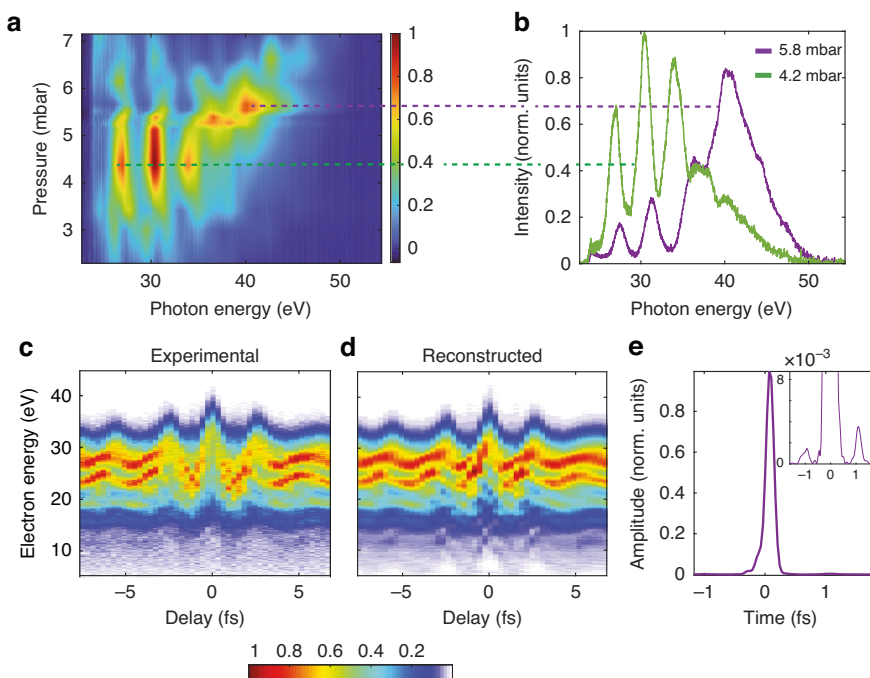 a
7
6
5
4
3
Pressure (mbar)
30
40
50
Photon energy (eV)
1
0.8
0.6
0.4
0.2
0
b
1
0.8
0.6
0.4
0.2
0
Intensity (norm. units)
5.8 mbar
4.2 mbar
30
40
50
Photon energy (eV)
c
Experimental
40
30
20
10
Electron energy (eV)
−5
0
5
Delay (fs)
d
Reconstructed
−5
0
5
Delay (fs)
1 0.8 0.6 0.4 0.2
e
0.8
0.6
0.4
0.2
0
Amplitude (norm. units)
×10−3
8
0
−1
0
1
−1
0
1
Time (fs)